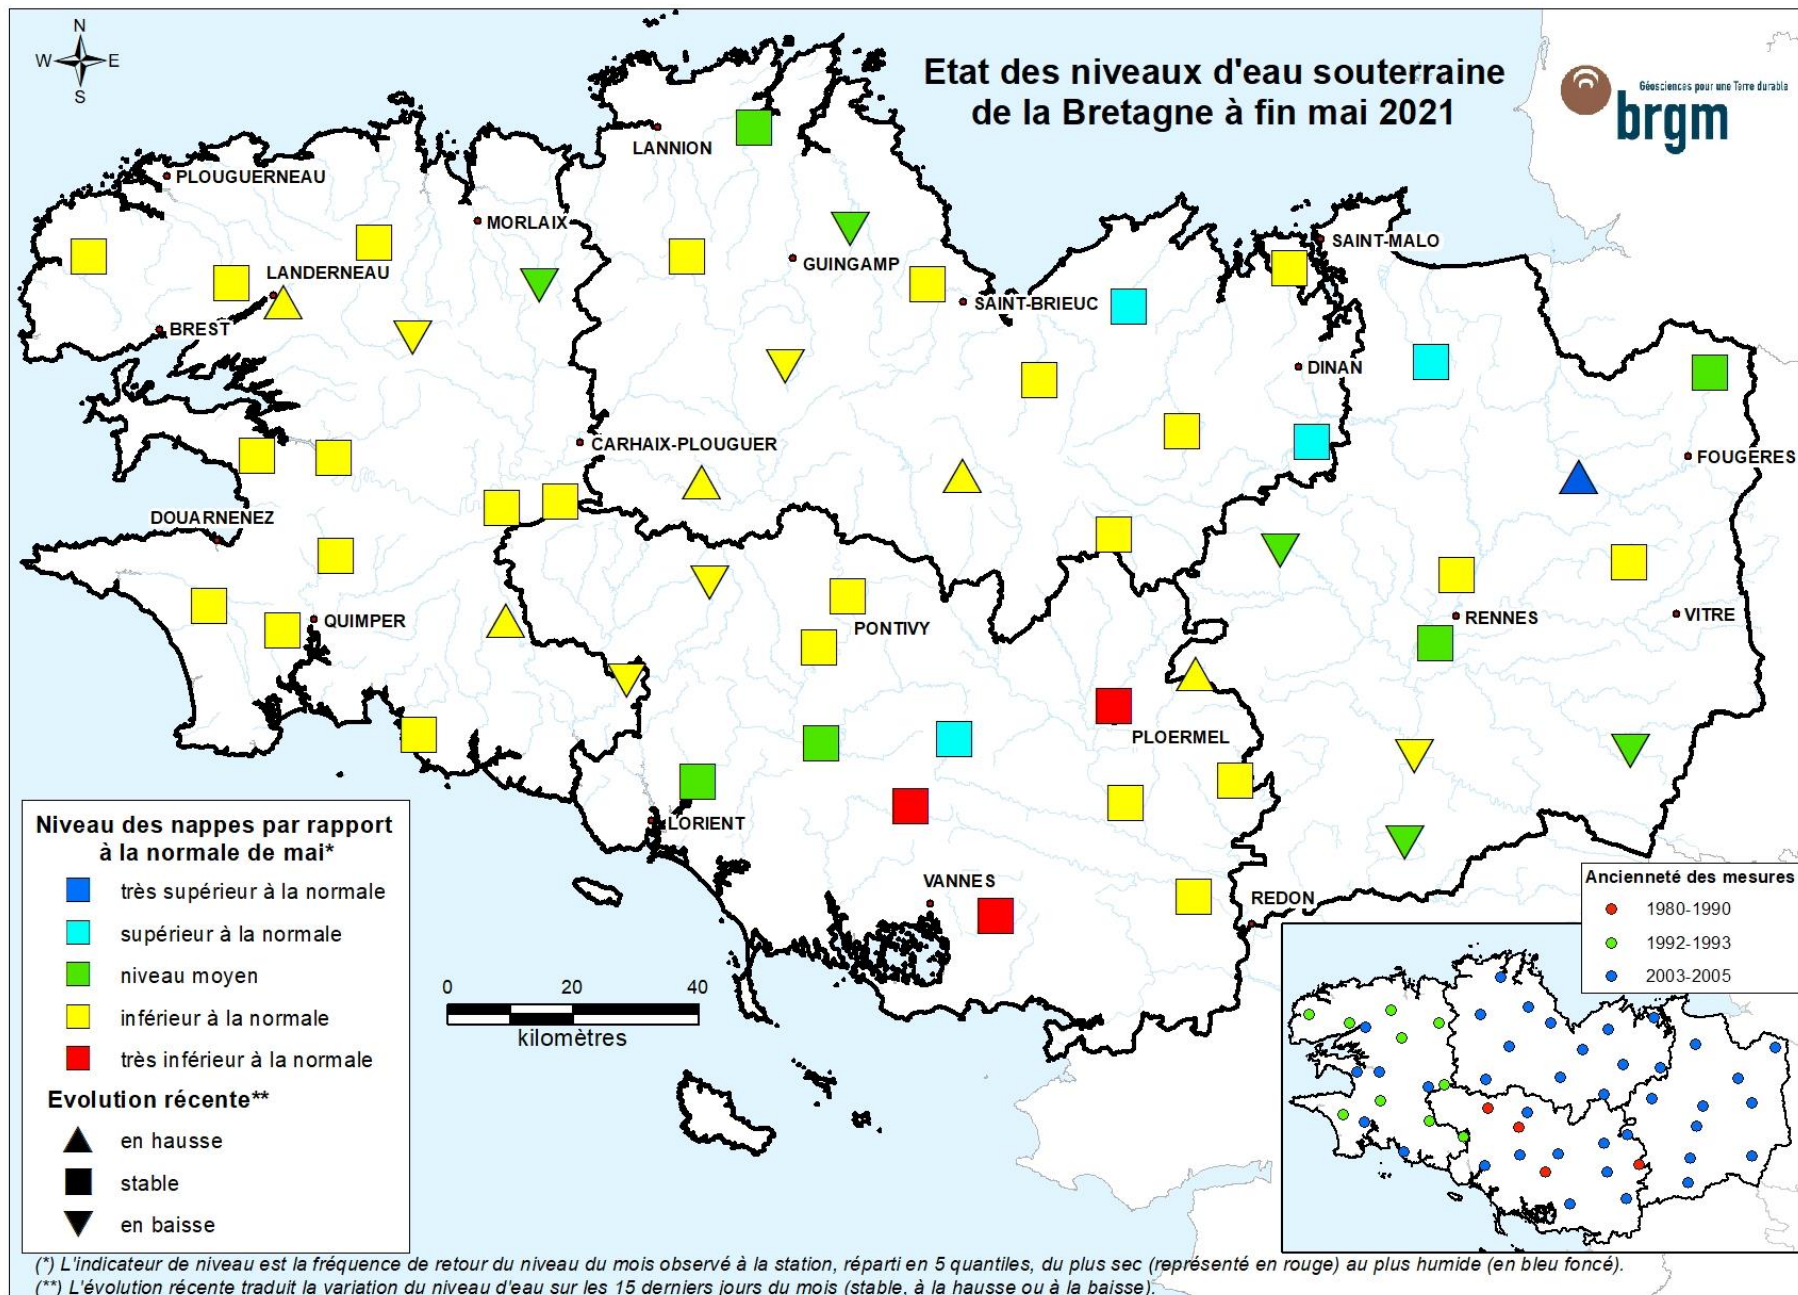 N
W E
S
Etat des niveaux d'eau souterraine
de la Bretagne à fin mai 2021
Géosciences pour une Terre durable
brgm
LANNION
PLOUGUERNEAU
MORLAIX
SAINT-MALO
GUINGAMP
LANDERNEAU
SAINT-BRIEUC
BREST
DINAN
CARHAIX-PLOUGUER
FOUGERES
DOUARNENEZ
QUIMPER
PONTIVY
RENNES
VITRE
PLOERMEL
LORIENT
VANNES
REDON
Niveau des nappes par rapport
à la normale de mai*
très supérieur à la normale
supérieur à la normale
niveau moyen
inférieur à la normale
très inférieur à la normale
Evolution récente**
en hausse
stable
en baisse
0 20 40
kilomètres
Ancienneté des mesures
1980-1990
1992-1993
2003-2005
(*) L'indicateur de niveau est la fréquence de retour du niveau du mois observé à la station, réparti en 5 quantiles, du plus sec (représenté en rouge) au plus humide (en bleu foncé).
(**) L'évolution récente traduit la variation du niveau d'eau sur les 15 derniers jours du mois (stable, à la hausse ou à la baisse).